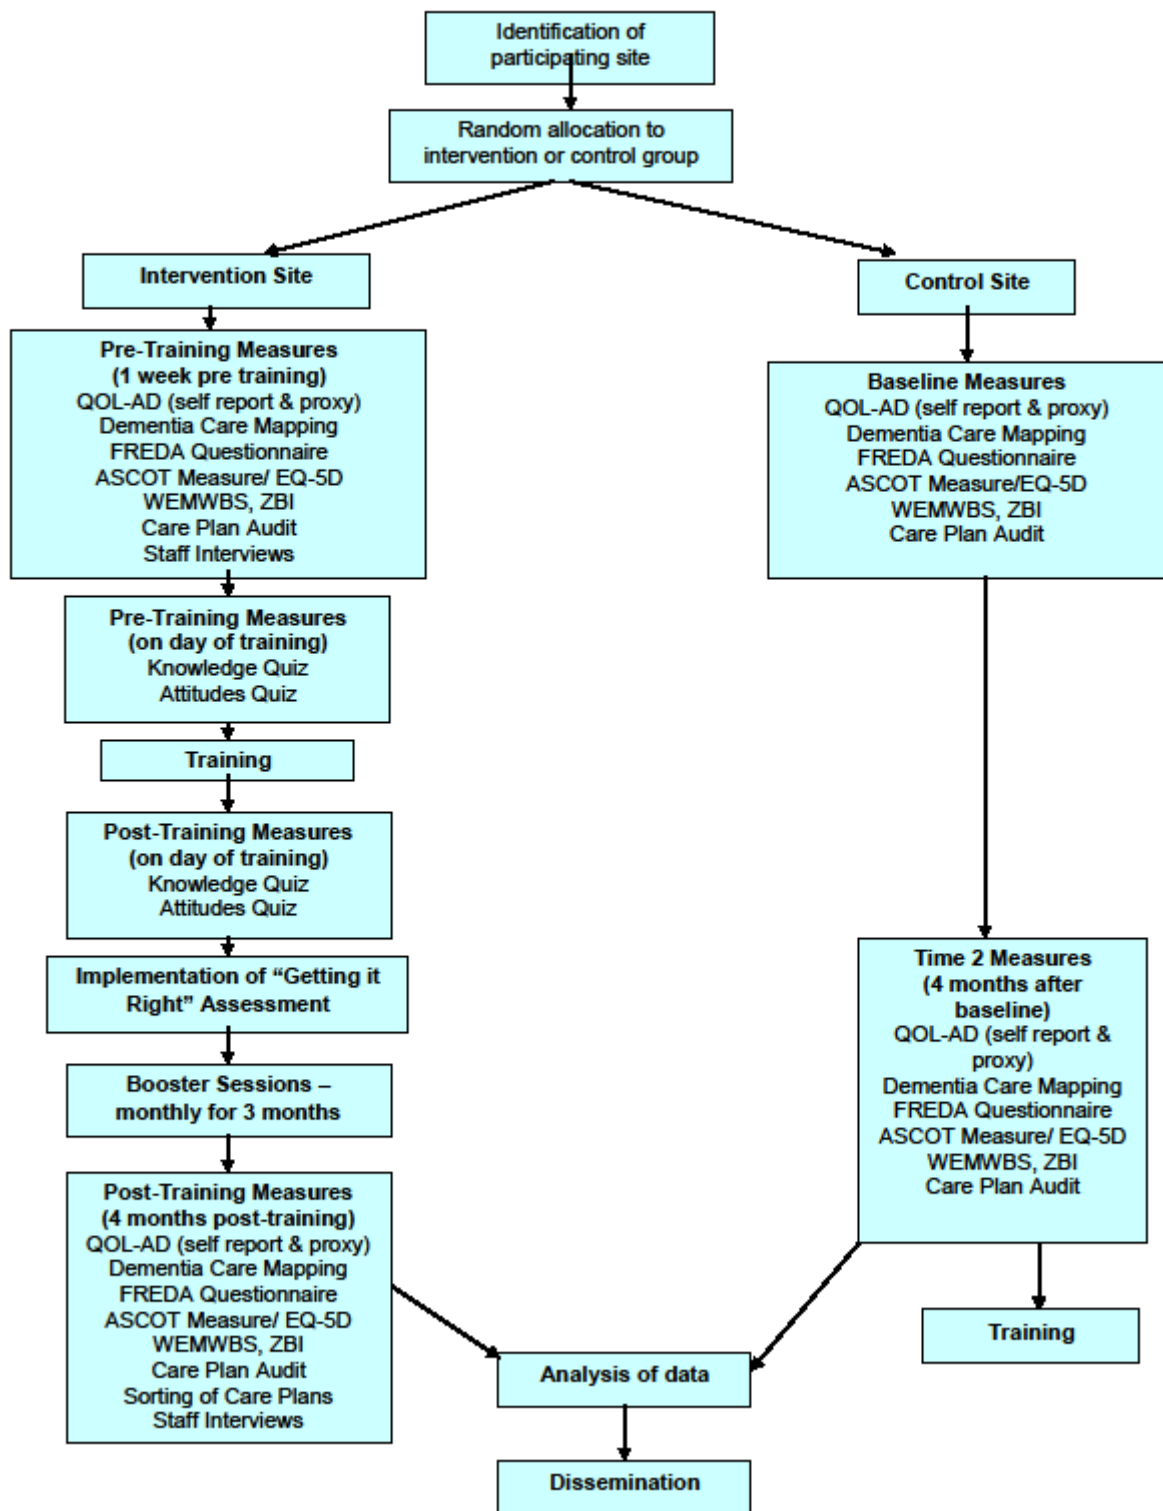 Identification of
participating site
Random allocation to
intervention or control group
Intervention Site
Pre-Training Measures
(1 week pre training)
QOL-AD (self report & proxy)
Dementia Care Mapping
FREDA Questionnaire
ASCOT Measure/ EQ-5D
WEMWBS, ZBI
Care Plan Audit
Staff Interviews
Pre-Training Measures
(on day of training)
Knowledge Quiz
Attitudes Quiz
Training
Post-Training Measures
(on day of training)
Knowledge Quiz
Attitudes Quiz
Implementation of “Getting it
Right” Assessment
Booster Sessions –
monthly for 3 months
Post-Training Measures
(4 months post-training)
QOL-AD (self report & proxy)
Dementia Care Mapping
FREDA Questionnaire
ASCOT Measure/ EQ-5D
WEMWBS, ZBI
Care Plan Audit
Sorting of Care Plans
Staff Interviews
Control Site
Baseline Measures
QOL-AD (self report & proxy)
Dementia Care Mapping
FREDA Questionnaire
ASCOT Measure/EQ-5D
WEMWBS, ZBI
Care Plan Audit
Time 2 Measures
(4 months after
baseline)
QOL-AD (self report &
proxy)
Dementia Care Mapping
FREDA Questionnaire
ASCOT Measure/ EQ-5D
WEMWBS, ZBI
Care Plan Audit
Training
Analysis of data
Dissemination